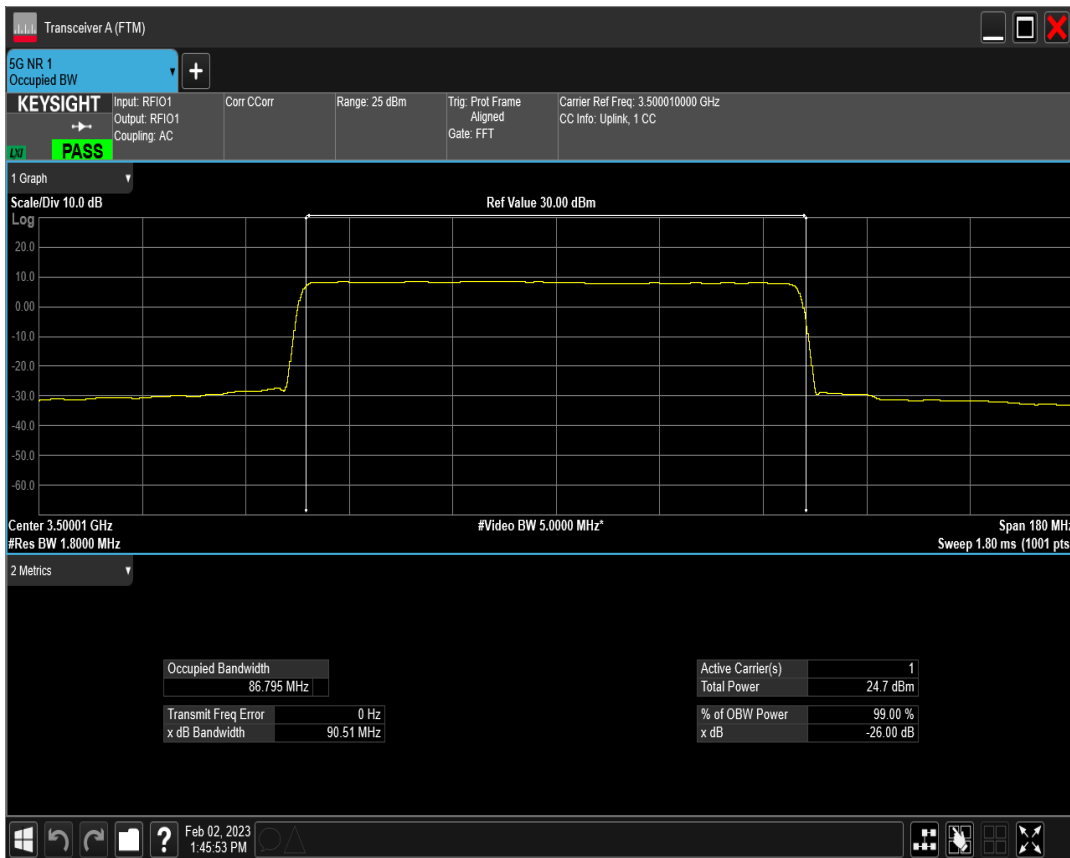 Transceiver A (FTM)
5G NR 1
Occupied BW
+
KEYSIGHT
LXI
PASS
Input: RFIO1
Output: RFIO1
Coupling: AC
Corr CCorr
Range: 25 dBm
Trig: Prot Frame
Aligned
Gate: FFT
Carrier Ref Freq: 3.500010000 GHz
CC Info: Uplink, 1 CC
1 Graph
Scale/Div 10.0 dB
Ref Value 30.00 dBm
Log
20.0
10.0
0.00
-10.0
-20.0
-30.0
-40.0
-50.0
-60.0
Center 3.50001 GHz
#Video BW 5.0000 MHz*
Span 180 MHz
#Res BW 1.8000 MHz
Sweep 1.80 ms (1001 pts
2 Metrics
Occupied Bandwidth
86.795 MHz
Transmit Freq Error 0 Hz
x dB Bandwidth 90.51 MHz
Active Carrier(s) 1
Total Power 24.7 dBm
% of OBW Power 99.00 %
x dB -26.00 dB
?
Feb 02, 2023
1:45:53 PM